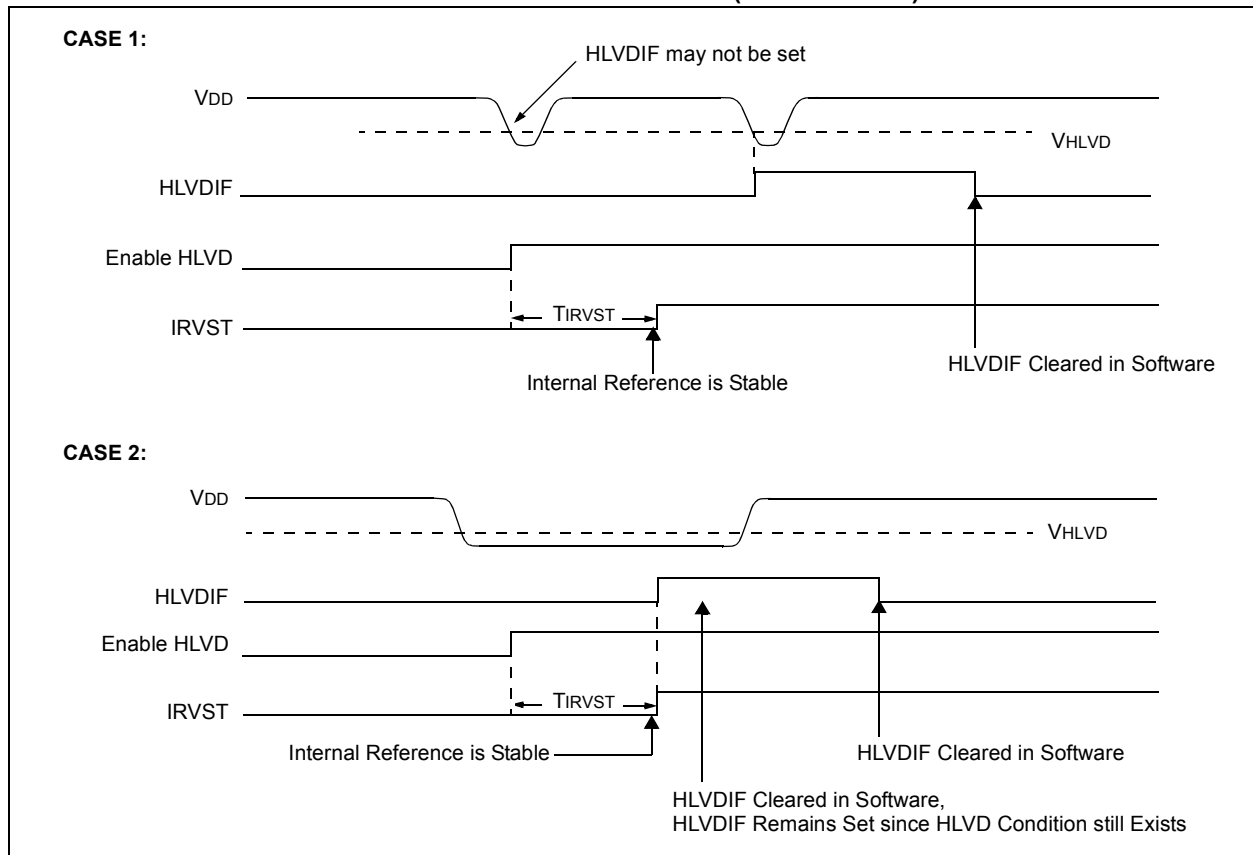 CASE 1:
HLVDIF may not be set
VDD
VHLVD
HLVDIF
Enable HLVD
TIRVST
IRVST
HLVDIF Cleared in Software
Internal Reference is Stable
CASE 2:
VDD
VHLVD
HLVDIF
Enable HLVD
TIRVST
IRVST
Internal Reference is Stable
HLVDIF Cleared in Software
HLVDIF Cleared in Software,
HLVDIF Remains Set since HLVD Condition still Exists